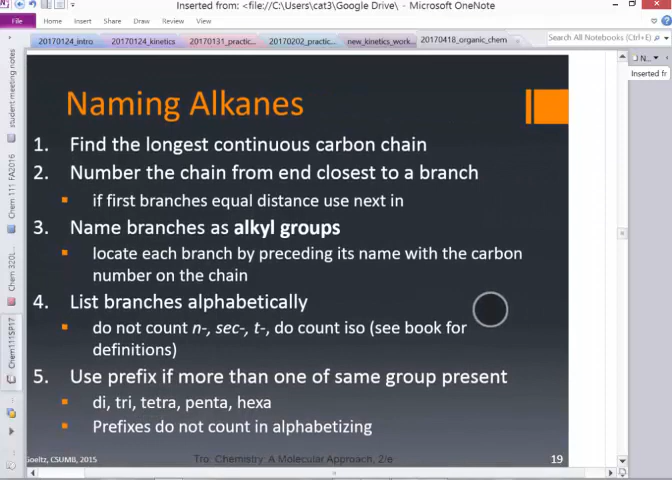 Inserted from: <file://C:\Users\cat3\Google Drive\ - Microsoft OneNote
File Home Insert Share Draw Review View
20170124_intro 20170124_kinetics 20170131_practic... 20170202_practic... new_kinetics_work... 20170418_organic_chem
Search All Notebooks (Ctrl+E)
N...
Inserted fr
student meeting notes
Chem 111 FA2016
Chem 320L
Chem111SP17
Naming Alkanes
1. Find the longest continuous carbon chain
2. Number the chain from end closest to a branch
if first branches equal distance use next in
3. Name branches as alkyl groups
locate each branch by preceding its name with the carbon
number on the chain
4. List branches alphabetically
do not count n-, sec-, t-, do count iso (see book for
definitions)
5. Use prefix if more than one of same group present
di, tri, tetra, penta, hexa
Prefixes do not count in alphabetizing
Goeltz, CSUMB, 2015
Tro: Chemistry: A Molecular Approach, 2/e
19